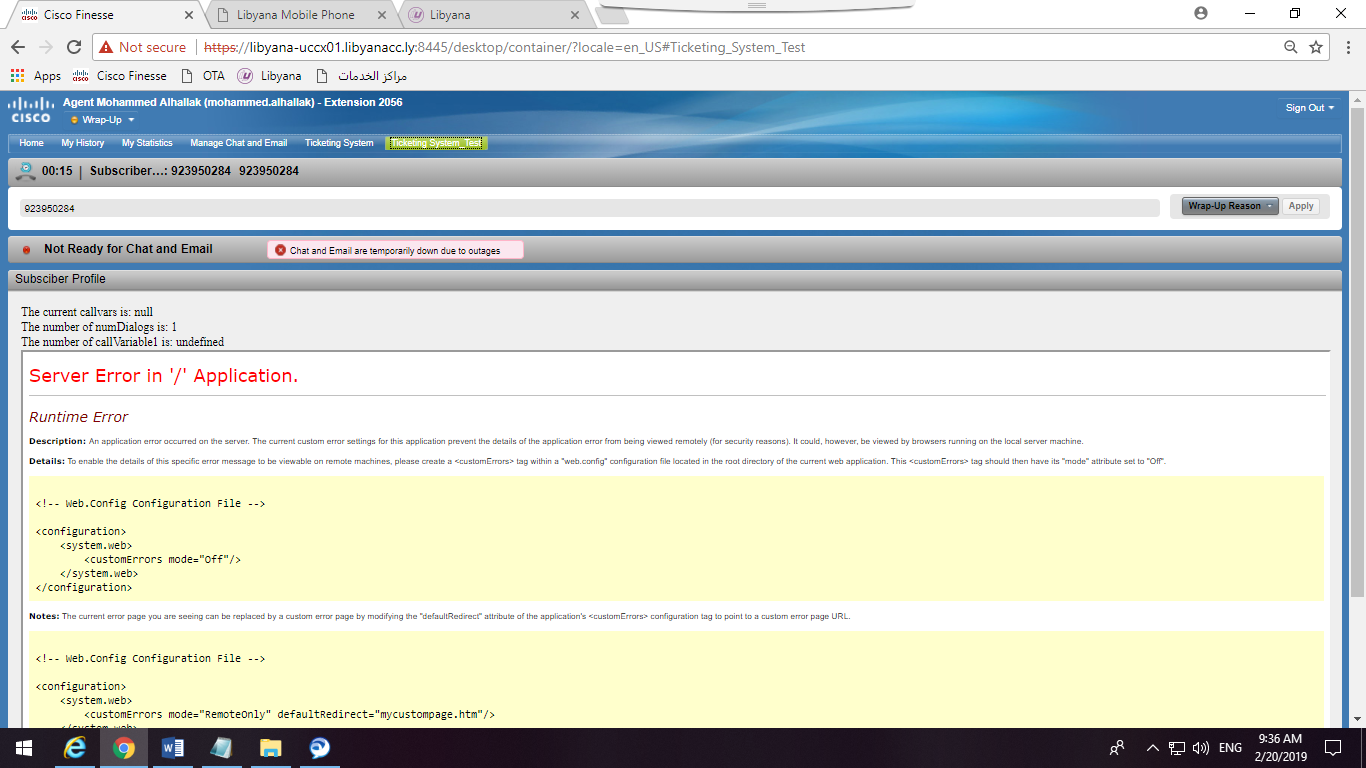 Cisco Finesse
Libyana Mobile Phone
Libyana
Not secure
https://libyana-uccx01.libyanacc.ly:8445/desktop/container/?locale=en_US#Ticketing_System_Test
Apps
Cisco Finesse
OTA
Libyana
مراكز الخدمات
CISCO
Agent Mohammed Alhallak (mohammed.alhallak) - Extension 2056
Wrap-Up
Sign Out
Home
My History
My Statistics
Manage Chat and Email
Ticketing System
Ticketing System_Test
00:15 | Subscriber...: 923950284 923950284
923950284
Wrap-Up Reason
Apply
Not Ready for Chat and Email
Chat and Email are temporarily down due to outages
Subsciber Profile
The current callvars is: null
The number of numDialogs is: 1
The number of callVariable1 is: undefined
Server Error in '/' Application.
Runtime Error
Description: An application error occurred on the server. The current custom error settings for this application prevent the details of the application error from being viewed remotely (for security reasons). It could, however, be viewed by browsers running on the local server machine.
Details: To enable the details of this specific error message to be viewable on remote machines, please create a <customErrors> tag within a "web.config" configuration file located in the root directory of the current web application. This <customErrors> tag should then have its "mode" attribute set to "Off".
<!-- Web.Config Configuration File -->
<configuration>
<system.web>
<customErrors mode="Off"/>
</system.web>
</configuration>
Notes: The current error page you are seeing can be replaced by a custom error page by modifying the "defaultRedirect" attribute of the application's <customErrors> configuration tag to point to a custom error page URL.
<!-- Web.Config Configuration File -->
<configuration>
<system.web>
<customErrors mode="RemoteOnly" defaultRedirect="mycustompage.htm"/>
</system.web>
ENG
9:36 AM
2/20/2019